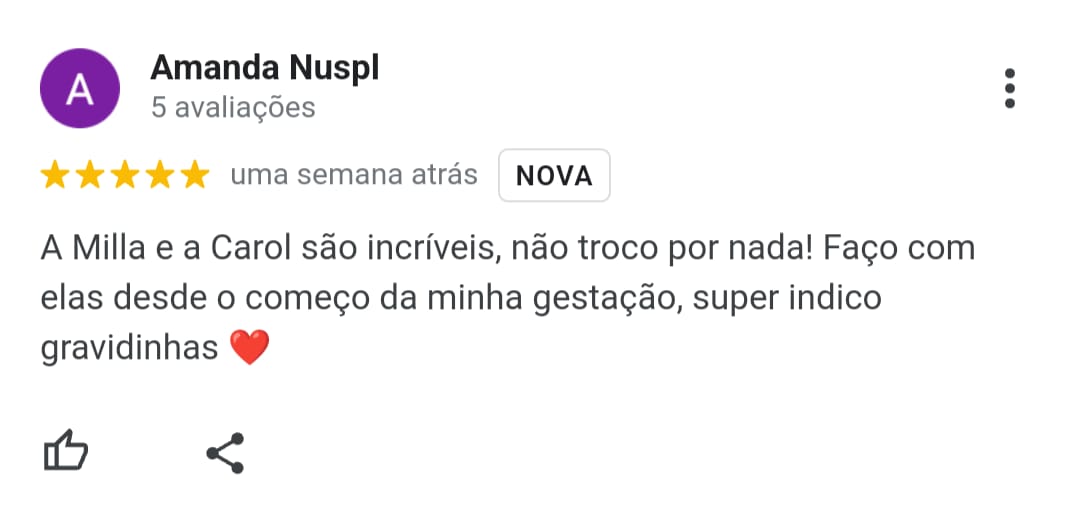 A
Amanda Nuspl
5 avaliações
uma semana atrás NOVA
A Milla e a Carol são incríveis, não troco por nada! Faço com
elas desde o começo da minha gestação, super indico
gravidinhas ❤️